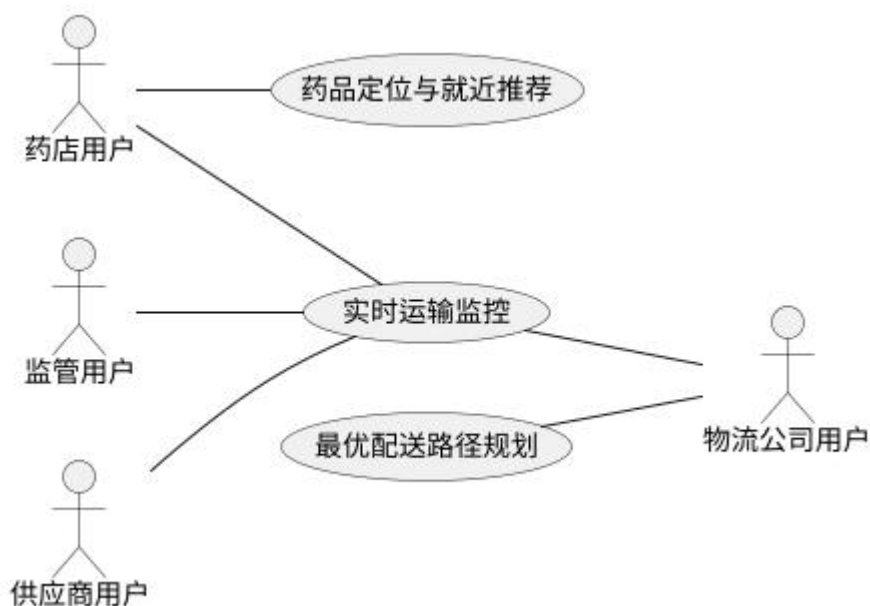 药品定位与就近推荐
药店用户
实时运输监控
监管用户
物流公司用户
最优配送路径规划
供应商用户